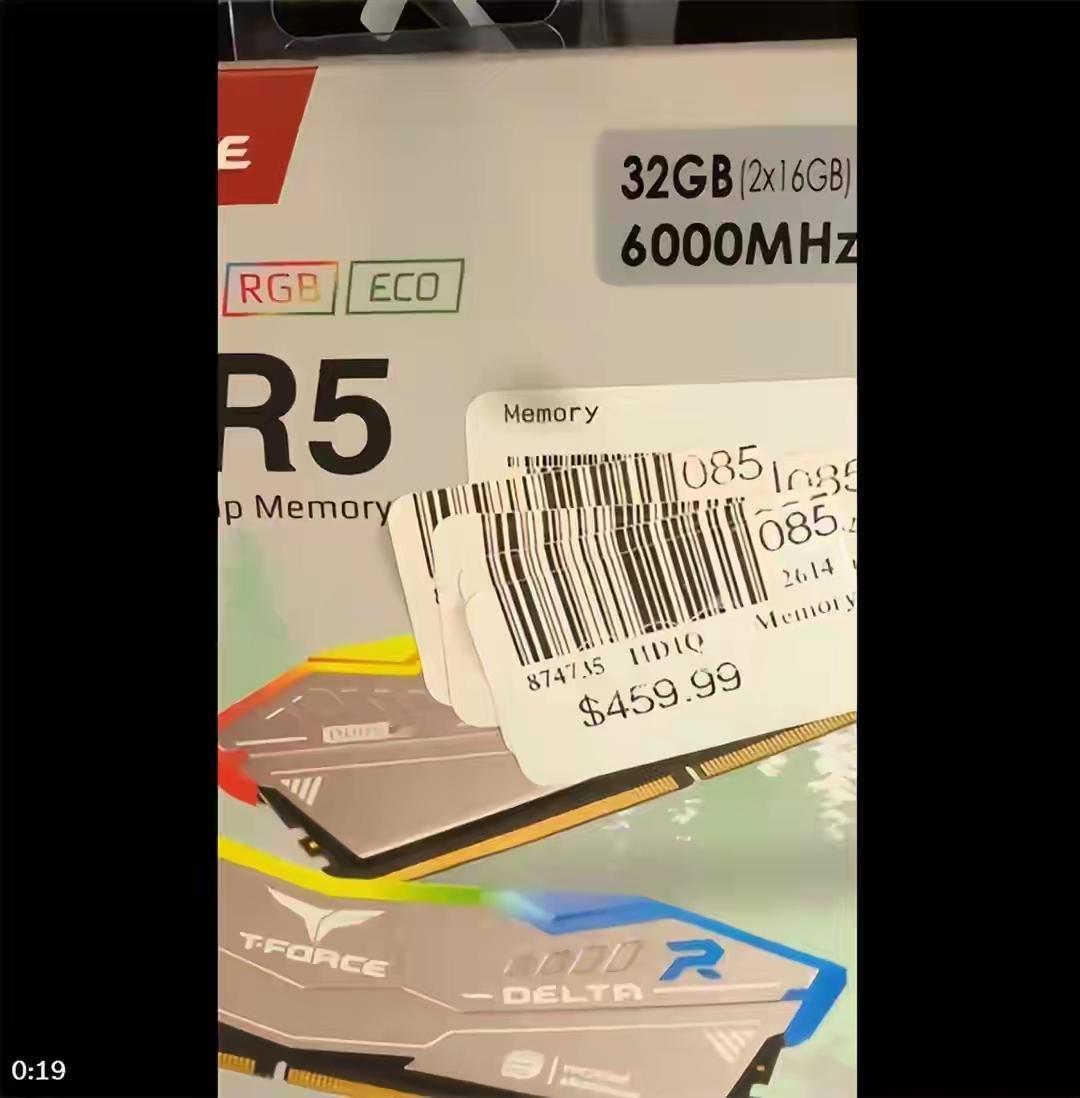 E
32GB (2x16GB)
6000MHz
RGB ECO
R5
p Memory
Memory
085
085
085
2614
Memory
874735
$459.99
T-FORCE
DELTA R
0:19